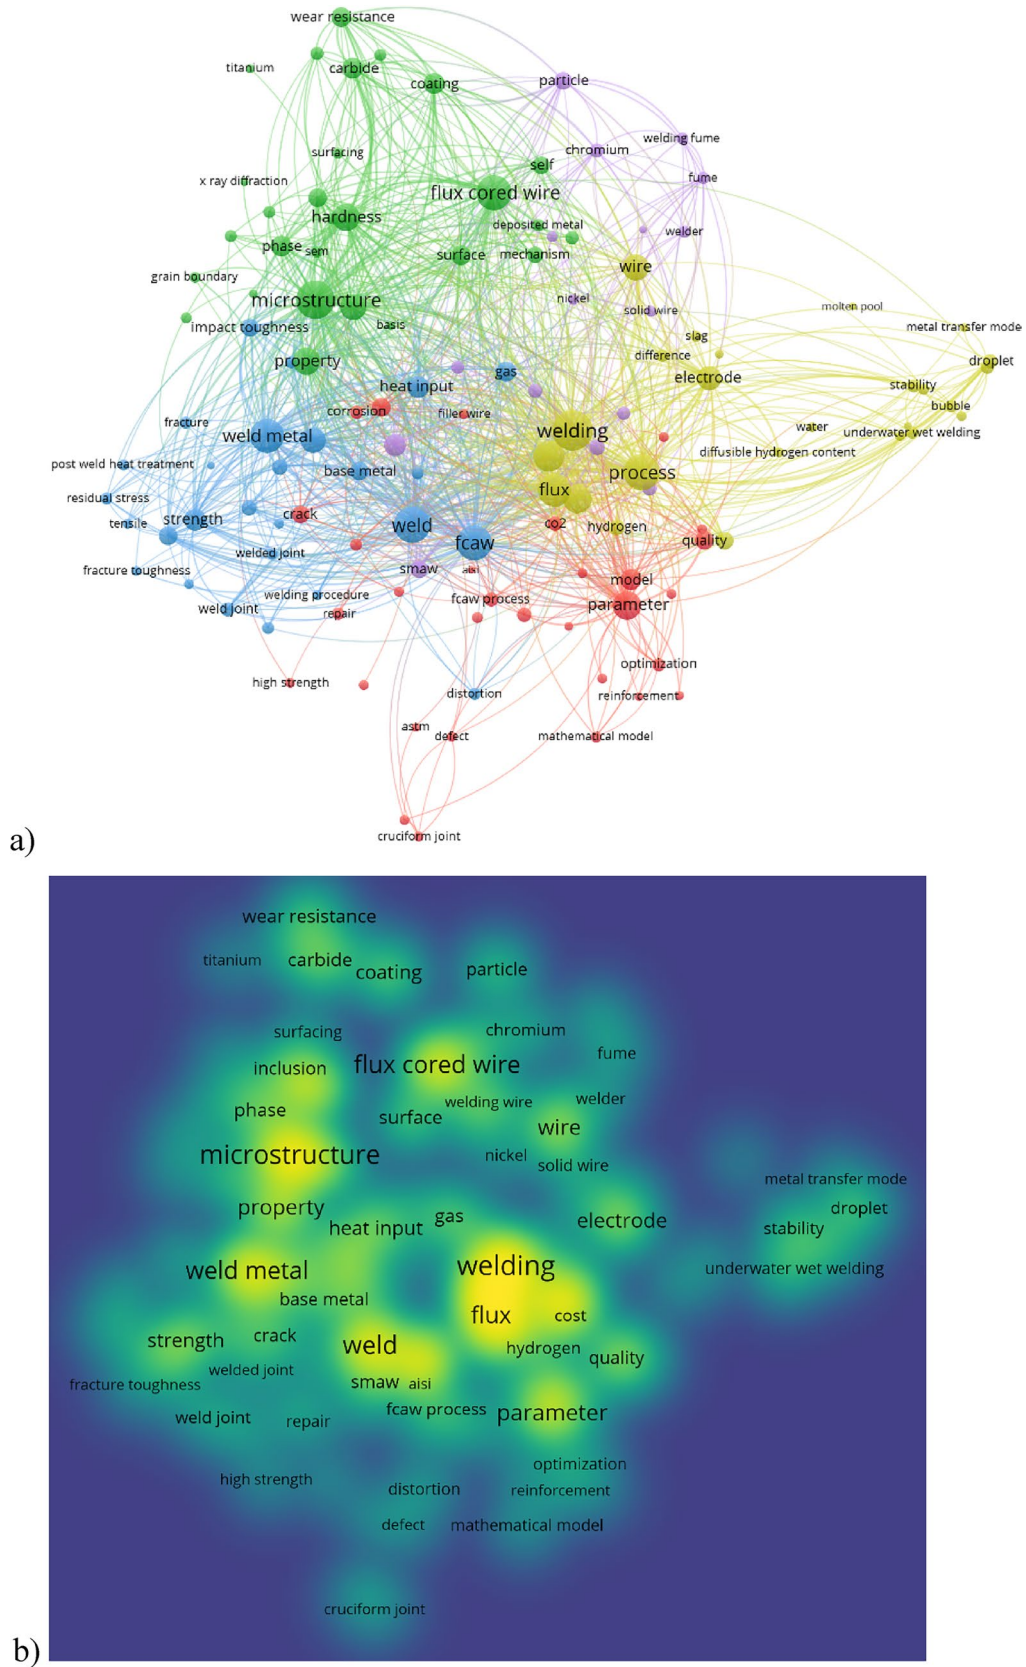 wear resistance
titanium
carbide
coating
particle
surfacing
chromium
welding fume
self
x ray diffraction
fume
flux cored wire
hardness
deposited metal
welder
phase
sem
surface
mechanism
wire
grain boundary
microstructure
nickel
solid wire
molten pool
impact toughness
basis
slag
metal transfer mode
property
difference
droplet
gas
electrode
heat input
stability
corrosion
filler wire
bubble
fracture
weld metal
welding
water
underwater wet welding
diffusible hydrogen content
post weld heat treatment
base metal
process
flux
residual stress
strength
crack
tensile
weld
co2
hydrogen
fcaw
quality
welded joint
smaw
aisi
fracture toughness
model
welding procedure
fcaw process
parameter
weld joint
repair
optimization
high strength
distortion
reinforcement
astm
defect
mathematical model
cruciform joint
a)
wear resistance
titanium
carbide
coating
particle
surfacing
chromium
inclusion
flux cored wire
fume
phase
surface
welding wire
welder
wire
microstructure
nickel
solid wire
metal transfer mode
property
heat input
gas
electrode
droplet
stability
weld metal
welding
underwater wet welding
base metal
flux
cost
strength
crack
weld
hydrogen
quality
welded joint
fracture toughness
smaw
aisi
weld joint
repair
fcaw process
parameter
high strength
optimization
distortion
reinforcement
defect
mathematical model
cruciform joint
b)